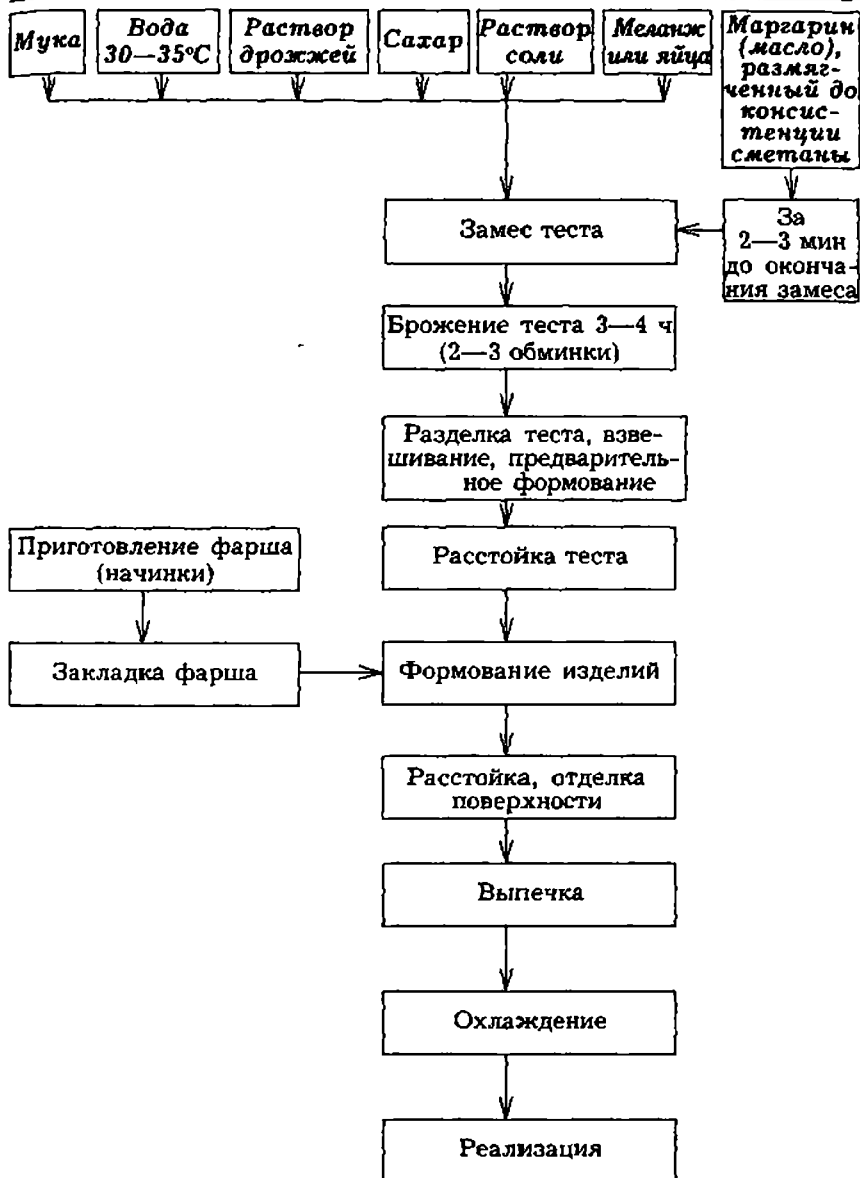 Мука
Вода
30—35°С
Раствор
дрожжей
Сахар
Раствор
соли
Меланж
или яйца
Маргарин
(масло),
размяг-
ченный до
консис-
тенции
сметаны
Замес теста
За
2—3 мин
до оконча-
ния замеса
Брожение теста 3—4 ч
(2—3 обминки)
Разделка теста, взве-
шивание, предваритель-
ное формование
Приготовление фарша
(начинки)
Расстойка теста
Закладка фарша
Формование изделий
Расстойка, отделка
поверхности
Выпечка
Охлаждение
Реализация